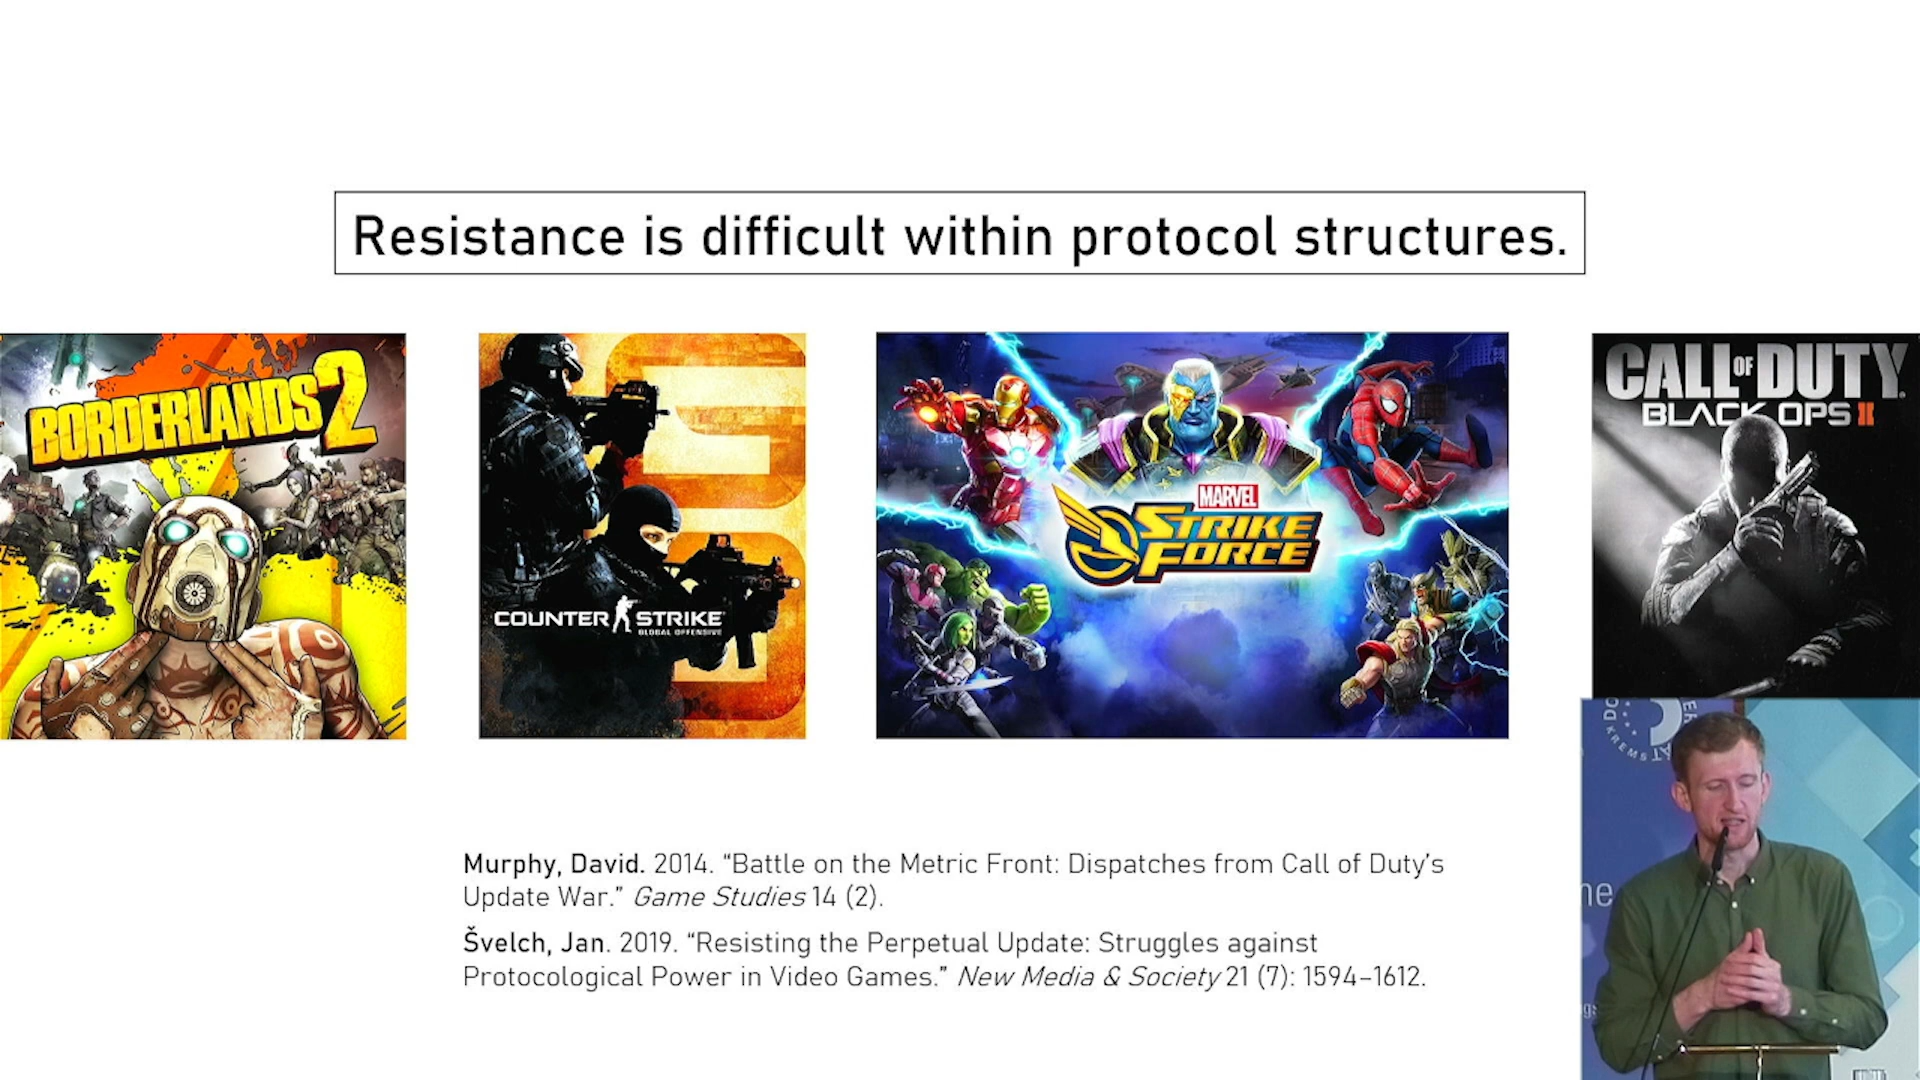 Resistance is difficult within protocol structures.
BORDERLANDS 2
COUNTER STRIKE
GLOBAL OFFENSIVE
MARVEL
STRIKE
FORCE
CALL OF DUTY
BLACK OPS II
Murphy, David. 2014. “Battle on the Metric Front: Dispatches from Call of Duty’s
Update War.” Game Studies 14 (2).
Švelch, Jan. 2019. “Resisting the Perpetual Update: Struggles against
Protocological Power in Video Games.” New Media & Society 21 (7): 1594–1612.
KREMS